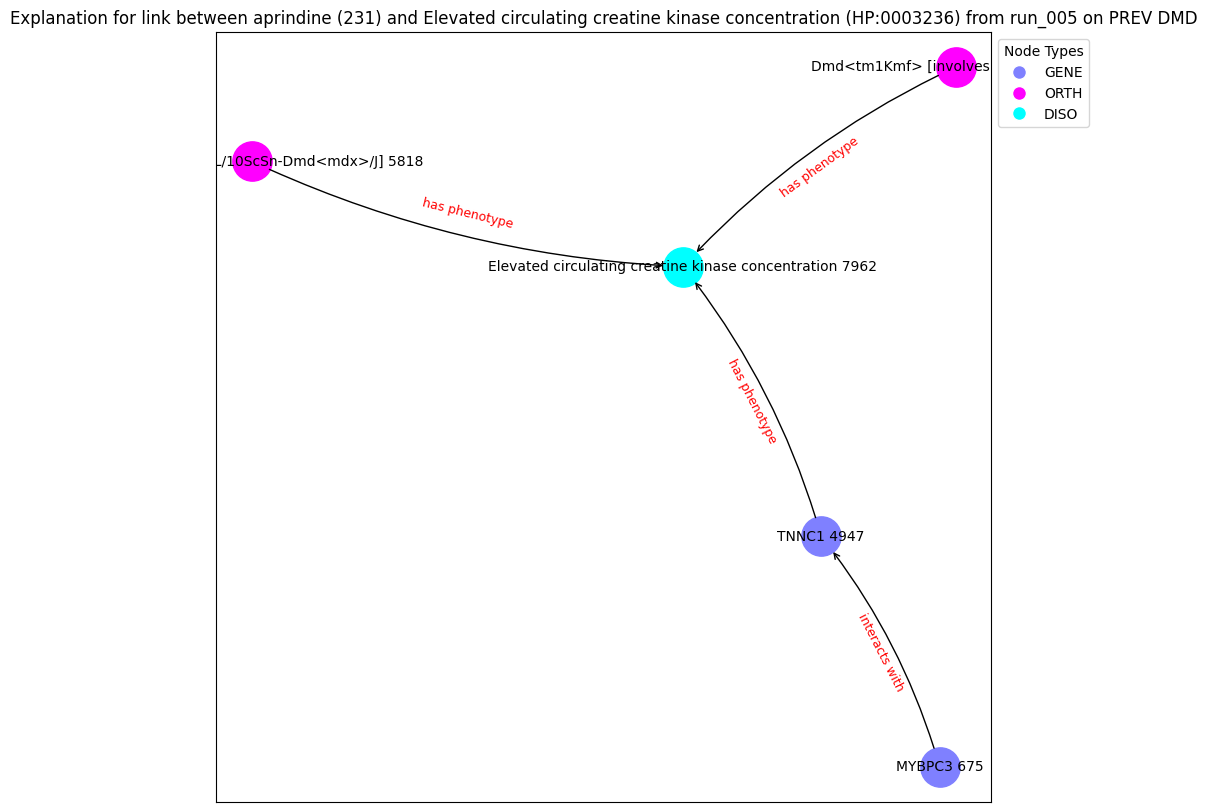 Explanation for link between aprindine (231) and Elevated circulating creatine kinase concentration (HP:0003236) from run_005 on PREV DMD
Node Types
GENE
ORTH
DISO
Dmd<tm1Kmf> [involves
/10ScSn-Dmd<mdx>/J] 5818
has phenotype
has phenotype
Elevated circulating creatine kinase concentration 7962
has phenotype
TNNC1 4947
interacts with
MYBPC3 675